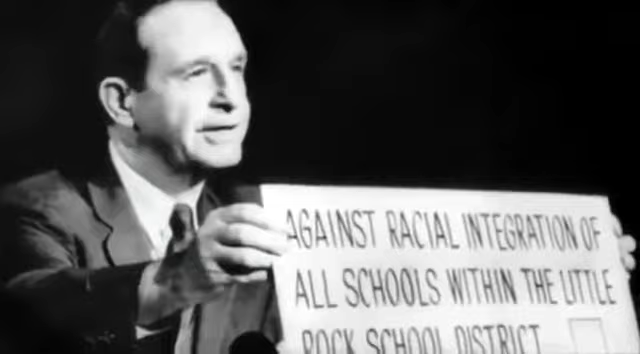 AGAINST RACIAL INTEGRATION OF
ALL SCHOOLS WITHIN THE LITTLE
ROCK SCHOOL DISTRICT